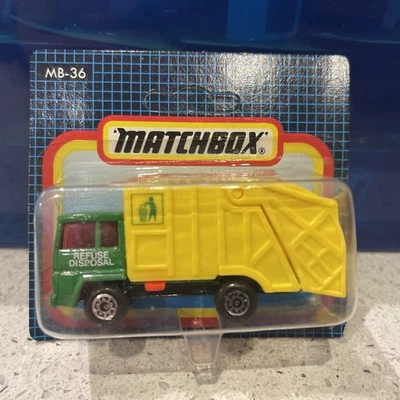 MB-36
'MATCHBOX'®
REFUSE
DISPOSAL